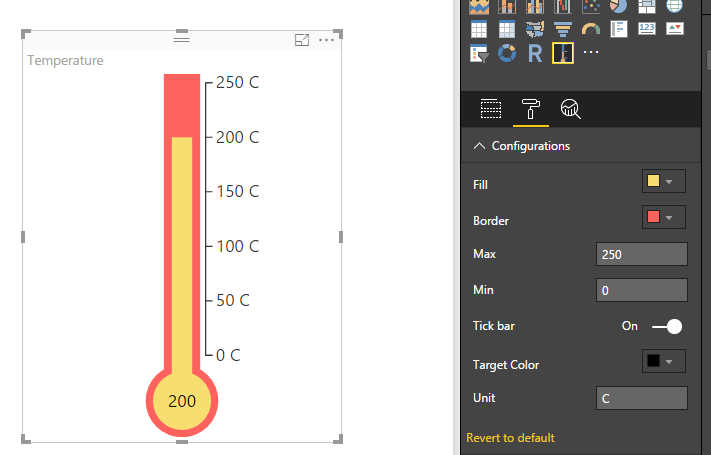 Temperature
250 C
200 C
150 C
100 C
50 C
0 C
200
R
123
Configurations
Fill
Border
Max
250
Min
0
Tick bar
On
Target Color
Unit
C
Revert to default